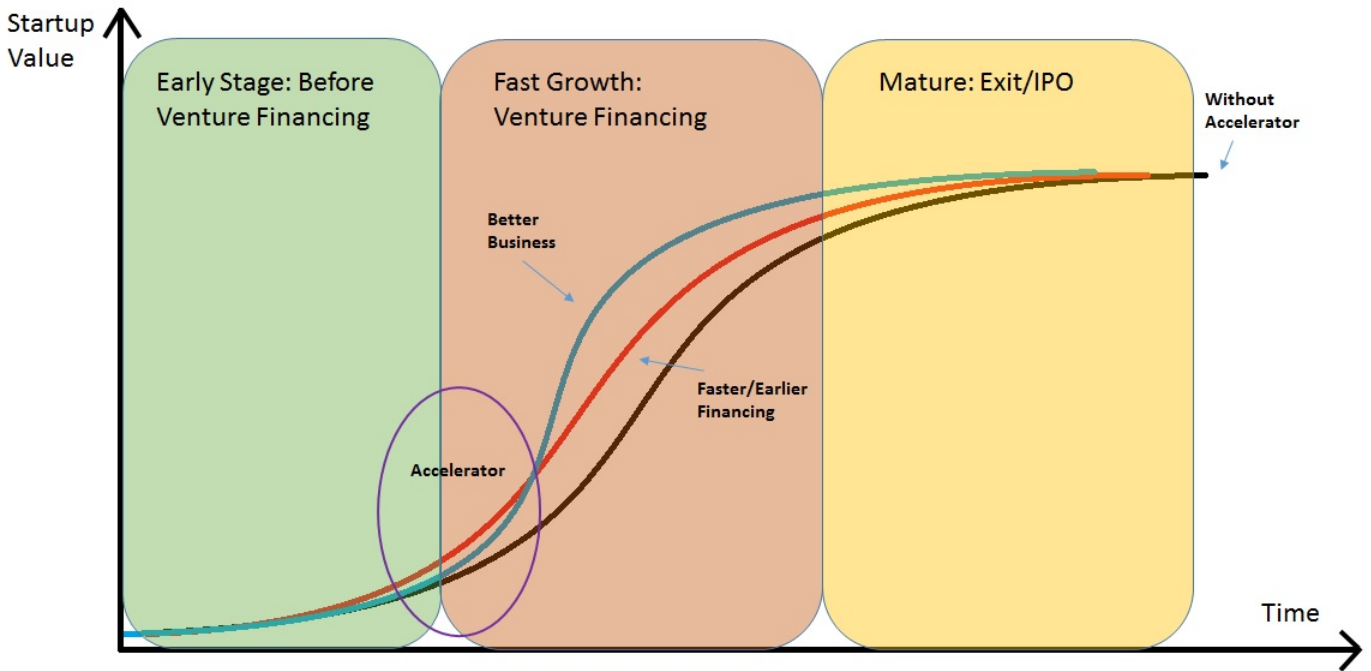 Startup
Value
Early Stage: Before
Venture Financing
Fast Growth:
Venture Financing
Mature: Exit/IPO
Without
Accelerator
Better
Business
Faster/Earlier
Financing
Accelerator
Time